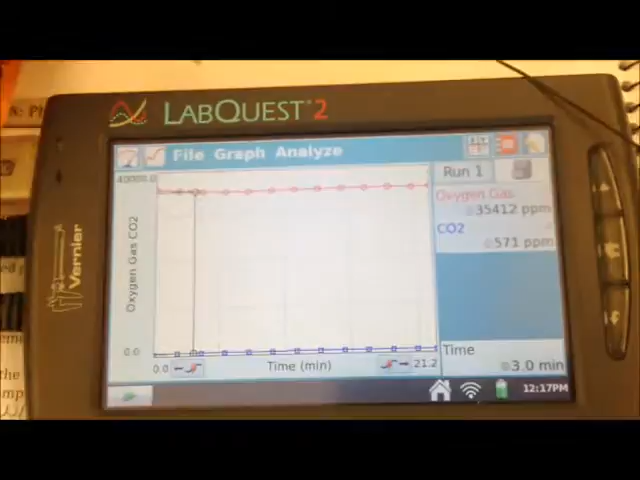 LABQUEST® 2
Vernier
File Graph Analyze
40000.0
Oxygen Gas CO2
0.0
0.0
Time (min)
21.2
Run 1
Oxygen Gas
35412 ppm
CO2
571 ppm
Time
3.0 min
12:17PM
the